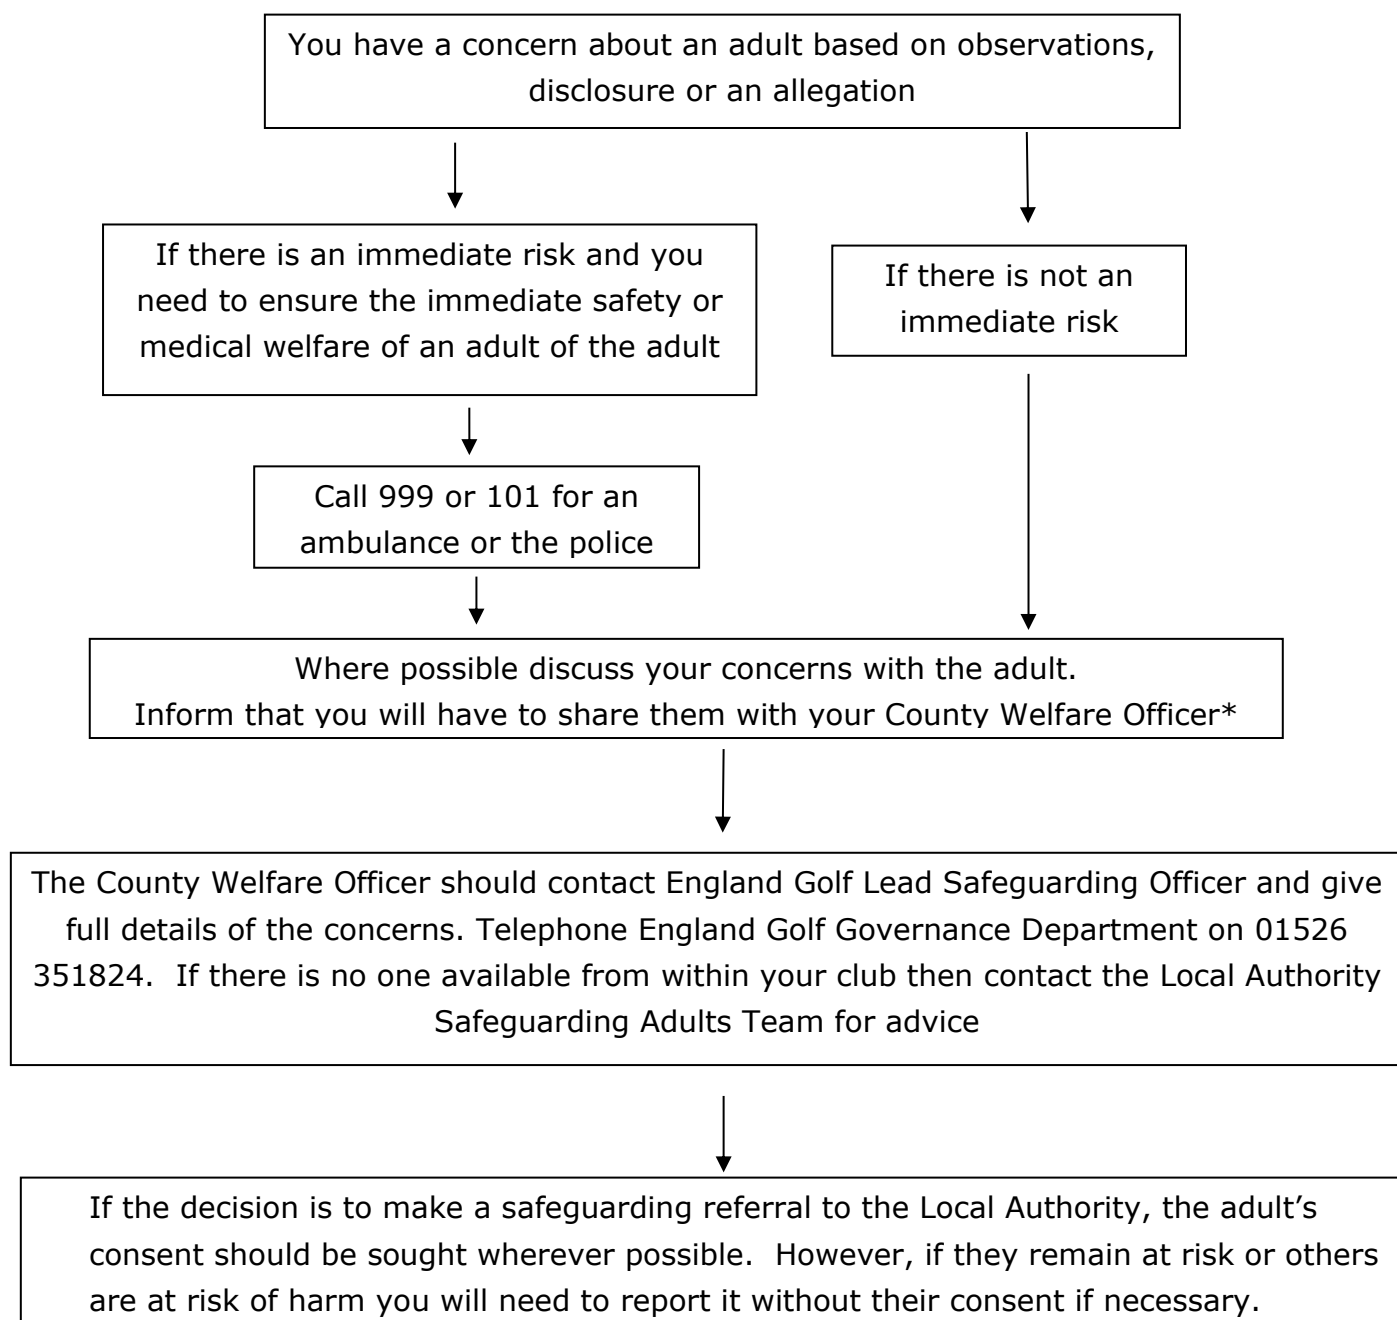 You have a concern about an adult based on observations,
disclosure or an allegation
If there is an immediate risk and you
need to ensure the immediate safety or
medical welfare of an adult of the adult
If there is not an
immediate risk
Call 999 or 101 for an
ambulance or the police
Where possible discuss your concerns with the adult.
Inform that you will have to share them with your County Welfare Officer*
The County Welfare Officer should contact England Golf Lead Safeguarding Officer and give
full details of the concerns. Telephone England Golf Governance Department on 01526
351824.  If there is no one available from within your club then contact the Local Authority
Safeguarding Adults Team for advice
If the decision is to make a safeguarding referral to the Local Authority, the adult’s
consent should be sought wherever possible.  However, if they remain at risk or others
are at risk of harm you will need to report it without their consent if necessary.